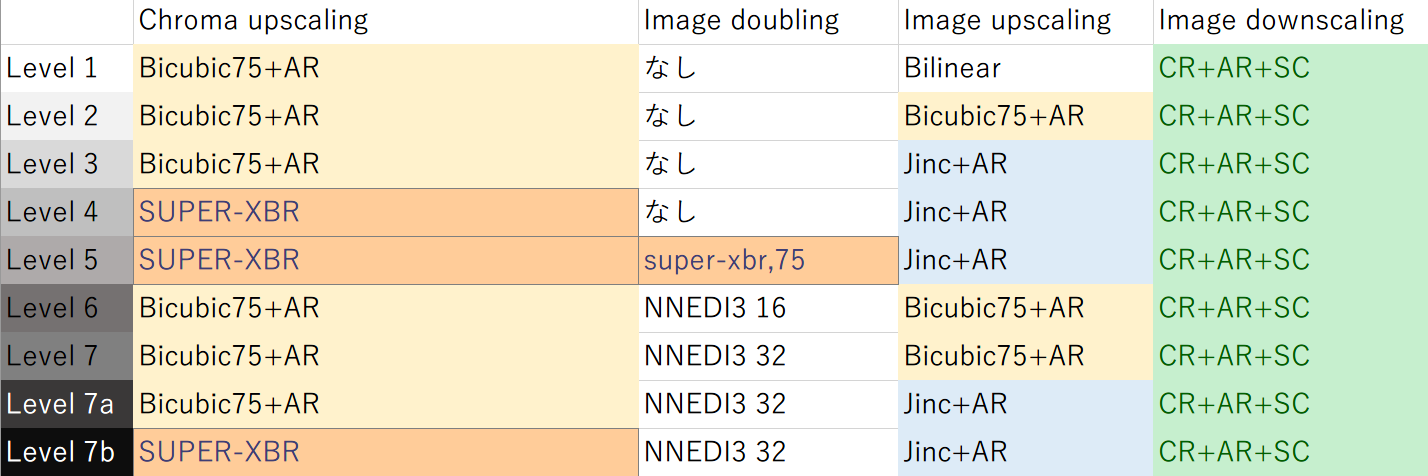 Chroma upscaling Image doubling Image upscaling Image downscaling
Level 1 Bicubic75+AR なし Bilinear CR+AR+SC
Level 2 Bicubic75+AR なし Bicubic75+AR CR+AR+SC
Level 3 Bicubic75+AR なし Jinc+AR CR+AR+SC
Level 4 SUPER-XBR なし Jinc+AR CR+AR+SC
Level 5 SUPER-XBR super-xbr,75 Jinc+AR CR+AR+SC
Level 6 Bicubic75+AR NNEDI3 16 Bicubic75+AR CR+AR+SC
Level 7 Bicubic75+AR NNEDI3 32 Bicubic75+AR CR+AR+SC
Level 7a Bicubic75+AR NNEDI3 32 Jinc+AR CR+AR+SC
Level 7b SUPER-XBR NNEDI3 32 Jinc+AR CR+AR+SC